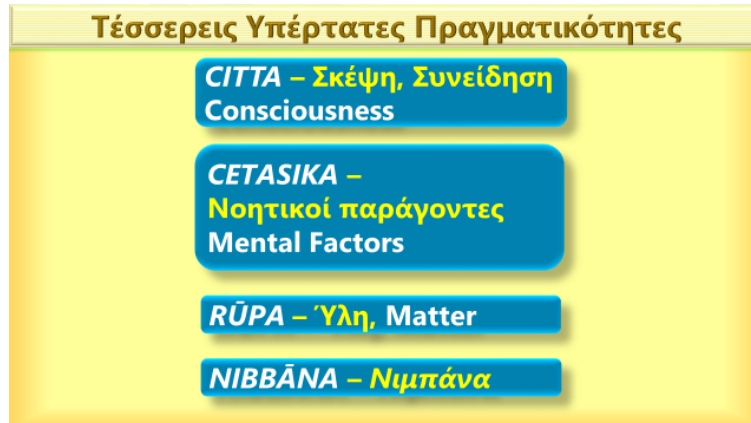 Τέσσερεις Υπέρτατες Πραγματικότητες
CITTA – Σκέψη, Συνείδηση
Consciousness
CETASIKA –
Νοητικοί παράγοντες
Mental Factors
RŪPA – Ύλη, Matter
NIBBĀNA – Νιμπάνα